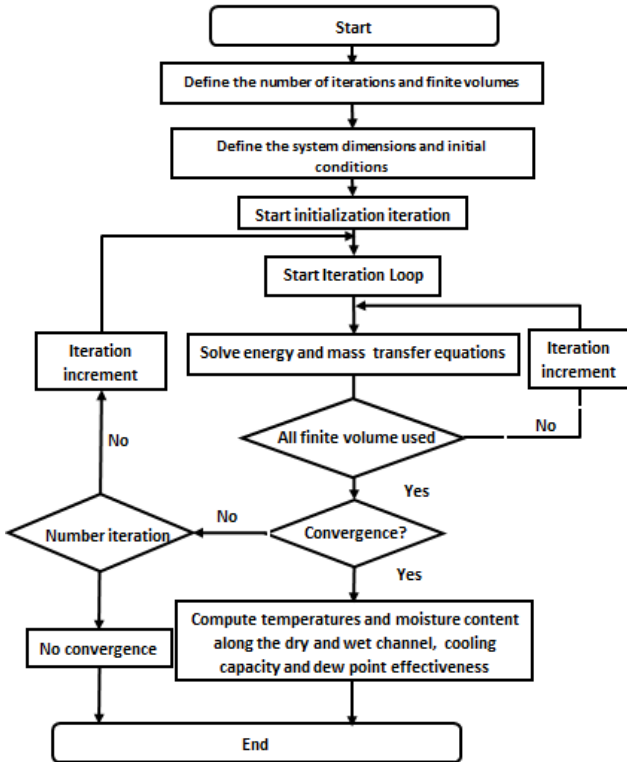 Start
Define the number of iterations and finite volumes
Define the system dimensions and initial
conditions
Start initialization iteration
Start Iteration Loop
Iteration
increment
Solve energy and mass transfer equations
Iteration
increment
No
All finite volume used
No
Yes
Number iteration
No
Convergence?
Yes
No convergence
Compute temperatures and moisture content
along the dry and wet channel, cooling
capacity and dew point effectiveness
End